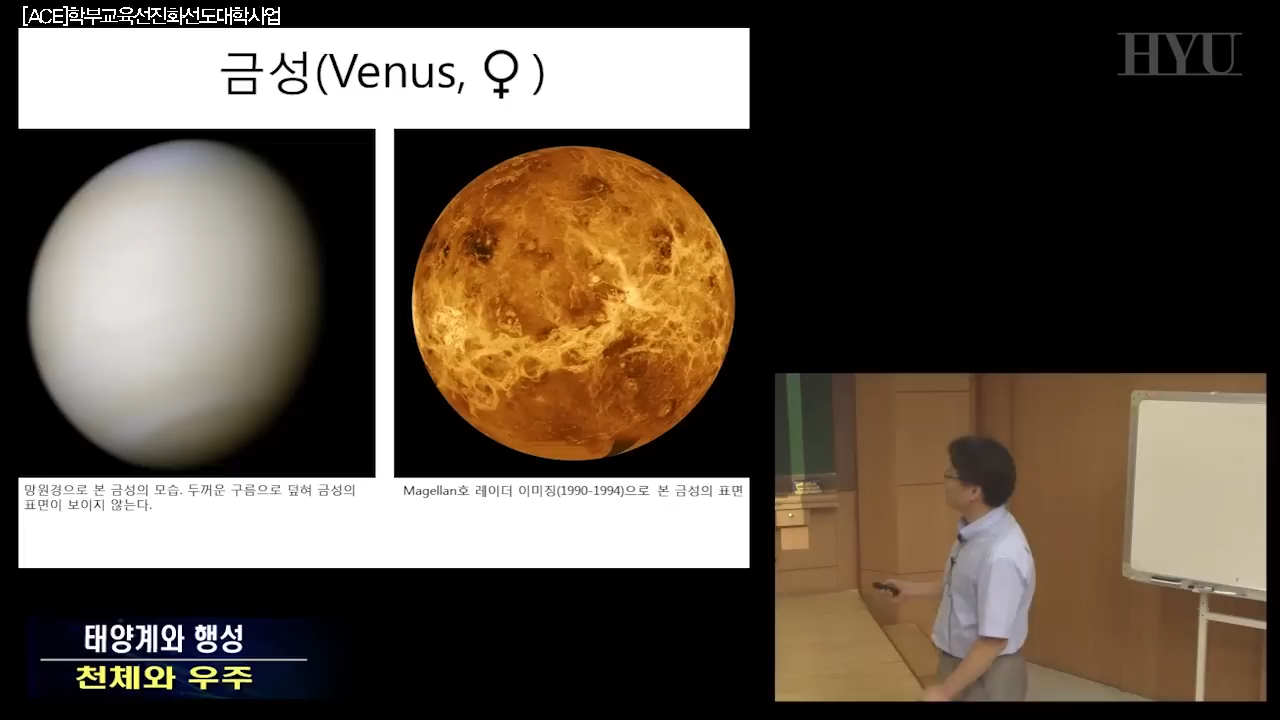 [ACE]학부교육선진화선도대학사업
HYU
금성(Venus, ♀)
망원경으로 본 금성의 모습. 두꺼운 구름으로 덮혀 금성의
표면이 보이지 않는다.
Magellan호 레이더 이미징(1990-1994)으로 본 금성의 표면
태양계와 행성
천체와 우주